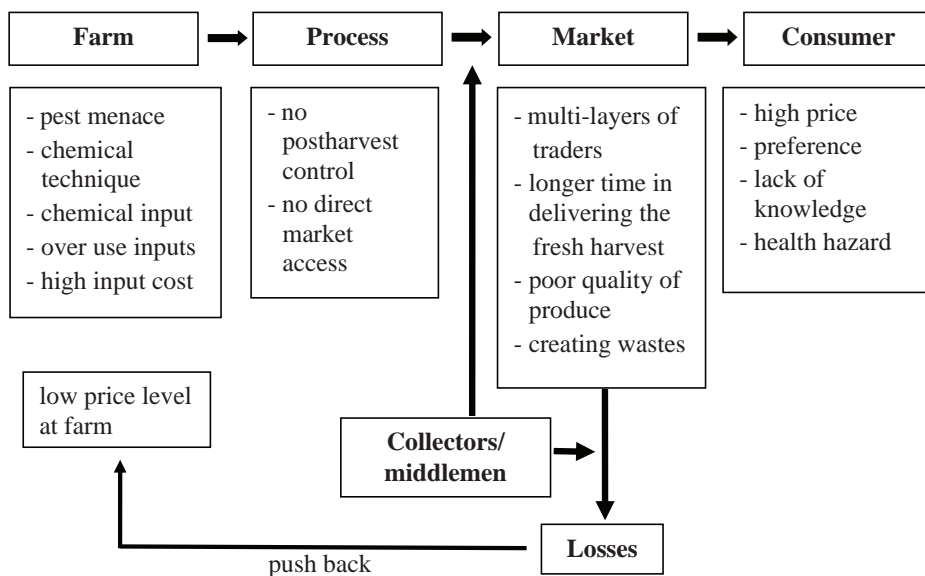 Farm
Process
Market
Consumer
- pest menace
- chemical
technique
- chemical input
- over use inputs
- high input cost
- no
postharvest
control
- no direct
market
access
- multi-layers of
traders
- longer time in
delivering the
fresh harvest
- poor quality of
produce
- creating wastes
- high price
- preference
- lack of
knowledge
- health hazard
low price level
at farm
Collectors/
middlemen
Losses
push back